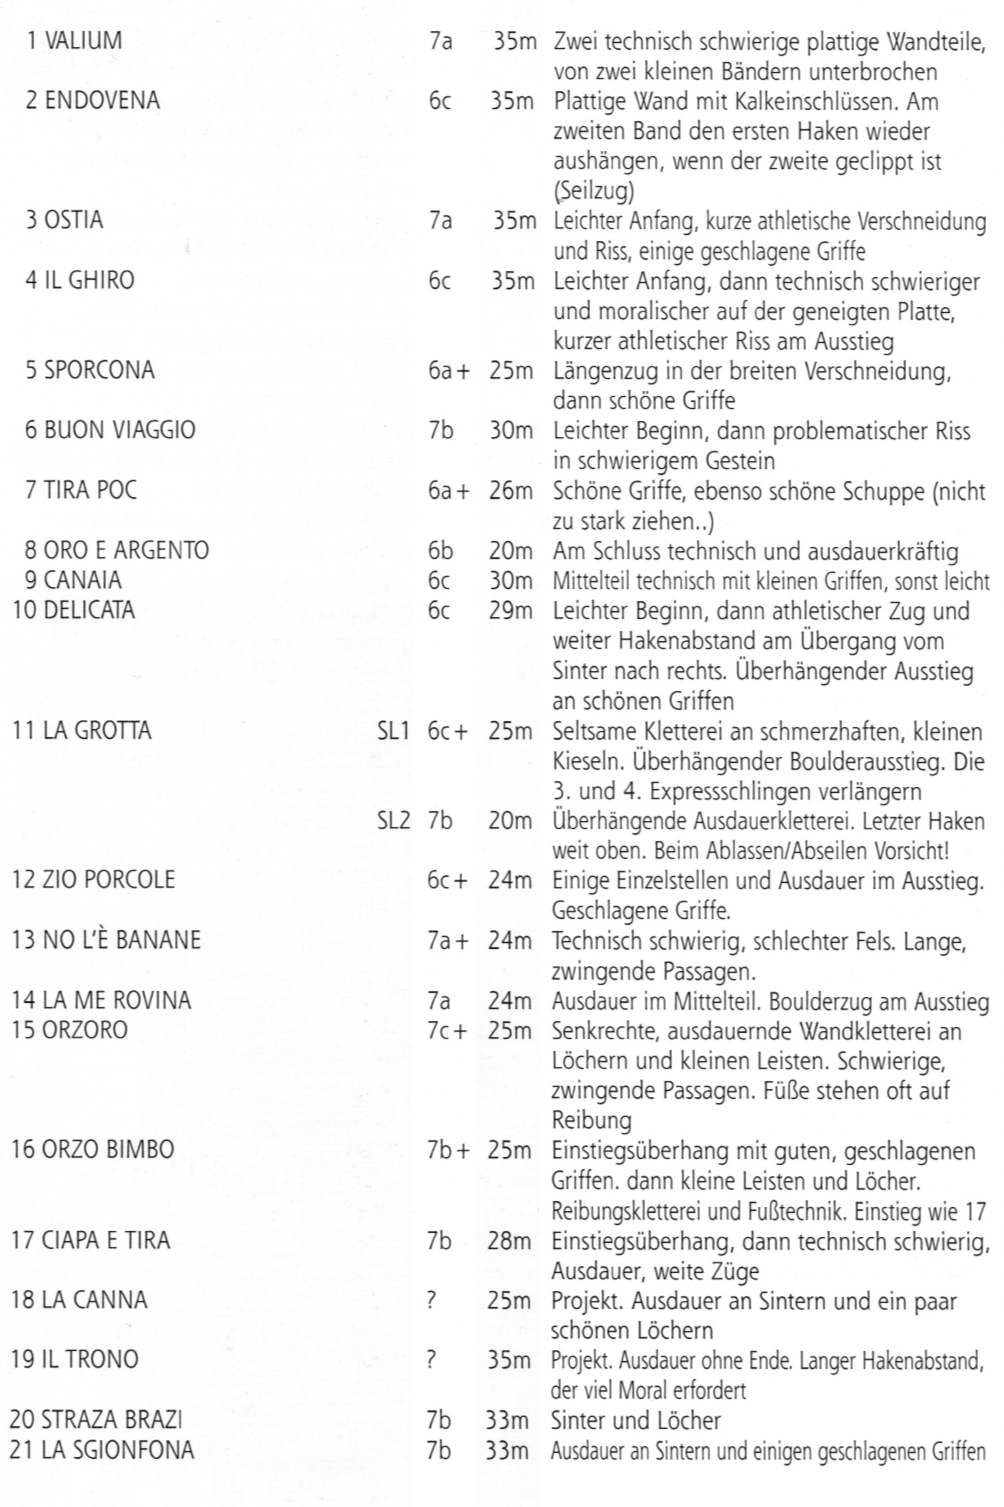 1 VALIUM 7a 35m Zwei technisch schwierige plattige Wandteile,
von zwei kleinen Bändern unterbrochen
2 ENDOVENA 6c 35m Plattige Wand mit Kalkeinschlüssen. Am
zweiten Band den ersten Haken wieder
aushängen, wenn der zweite geclippt ist
(Seilzug)
3 OSTIA 7a 35m Leichter Anfang, kurze athletische Verschneidung
und Riss, einige geschlagene Griffe
4 IL GHIRO 6c 35m Leichter Anfang, dann technisch schwieriger
und moralischer auf der geneigten Platte,
kurzer athletischer Riss am Ausstieg
5 SPORCONA 6a+ 25m Längenzug in der breiten Verschneidung,
dann schöne Griffe
6 BUON VIAGGIO 7b 30m Leichter Beginn, dann problematischer Riss
in schwierigem Gestein
7 TIRA POC 6a+ 26m Schöne Griffe, ebenso schöne Schuppe (nicht
zu stark ziehen..)
8 ORO E ARGENTO 6b 20m Am Schluss technisch und ausdauerkräftig
9 CANAIA 6c 30m Mittelteil technisch mit kleinen Griffen, sonst leicht
10 DELICATA 6c 29m Leichter Beginn, dann athletischer Zug und
weiter Hakenabstand am Übergang vom
Sinter nach rechts. Überhängender Ausstieg
an schönen Griffen
11 LA GROTTA SL1 6c+ 25m Seltsame Kletterei an schmerzhaften, kleinen
Kieseln. Überhängender Boulderausstieg. Die
3. und 4. Expressschlingen verlängern
SL2 7b 20m Überhängende Ausdauerkletterei. Letzter Haken
weit oben. Beim Ablassen/Abseilen Vorsicht!
12 ZIO PORCOLE 6c+ 24m Einige Einzelstellen und Ausdauer im Ausstieg.
Geschlagene Griffe.
13 NO L'È BANANE 7a+ 24m Technisch schwierig, schlechter Fels. Lange,
zwingende Passagen.
14 LA ME ROVINA 7a 24m Ausdauer im Mittelteil. Boulderzug am Ausstieg
15 ORZORO 7c+ 25m Senkrechte, ausdauernde Wandkletterei an
Löchern und kleinen Leisten. Schwierige,
zwingende Passagen. Füße stehen oft auf
Reibung
16 ORZO BIMBO 7b+ 25m Einstiegsüberhang mit guten, geschlagenen
Griffen. dann kleine Leisten und Löcher.
Reibungskletterei und Fußtechnik. Einstieg wie 17
17 CIAPA E TIRA 7b 28m Einstiegsüberhang, dann technisch schwierig,
Ausdauer, weite Züge
18 LA CANNA ? 25m Projekt. Ausdauer an Sintern und ein paar
schönen Löchern
19 IL TRONO ? 35m Projekt. Ausdauer ohne Ende. Langer Hakenabstand,
der viel Moral erfordert
20 STRAZA BRAZI 7b 33m Sinter und Löcher
21 LA SGIONFONA 7b 33m Ausdauer an Sintern und einigen geschlagenen Griffen